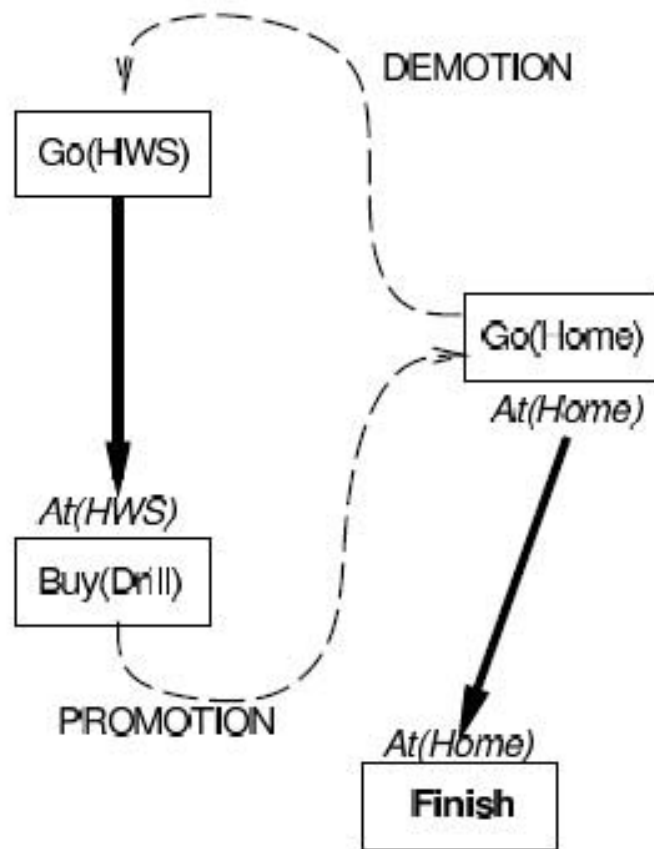 DEMOTION
Go(HWS)
Go(Home)
At(Home)
At(HWS)
Buy(Drill)
PROMOTION
At(Home)
Finish